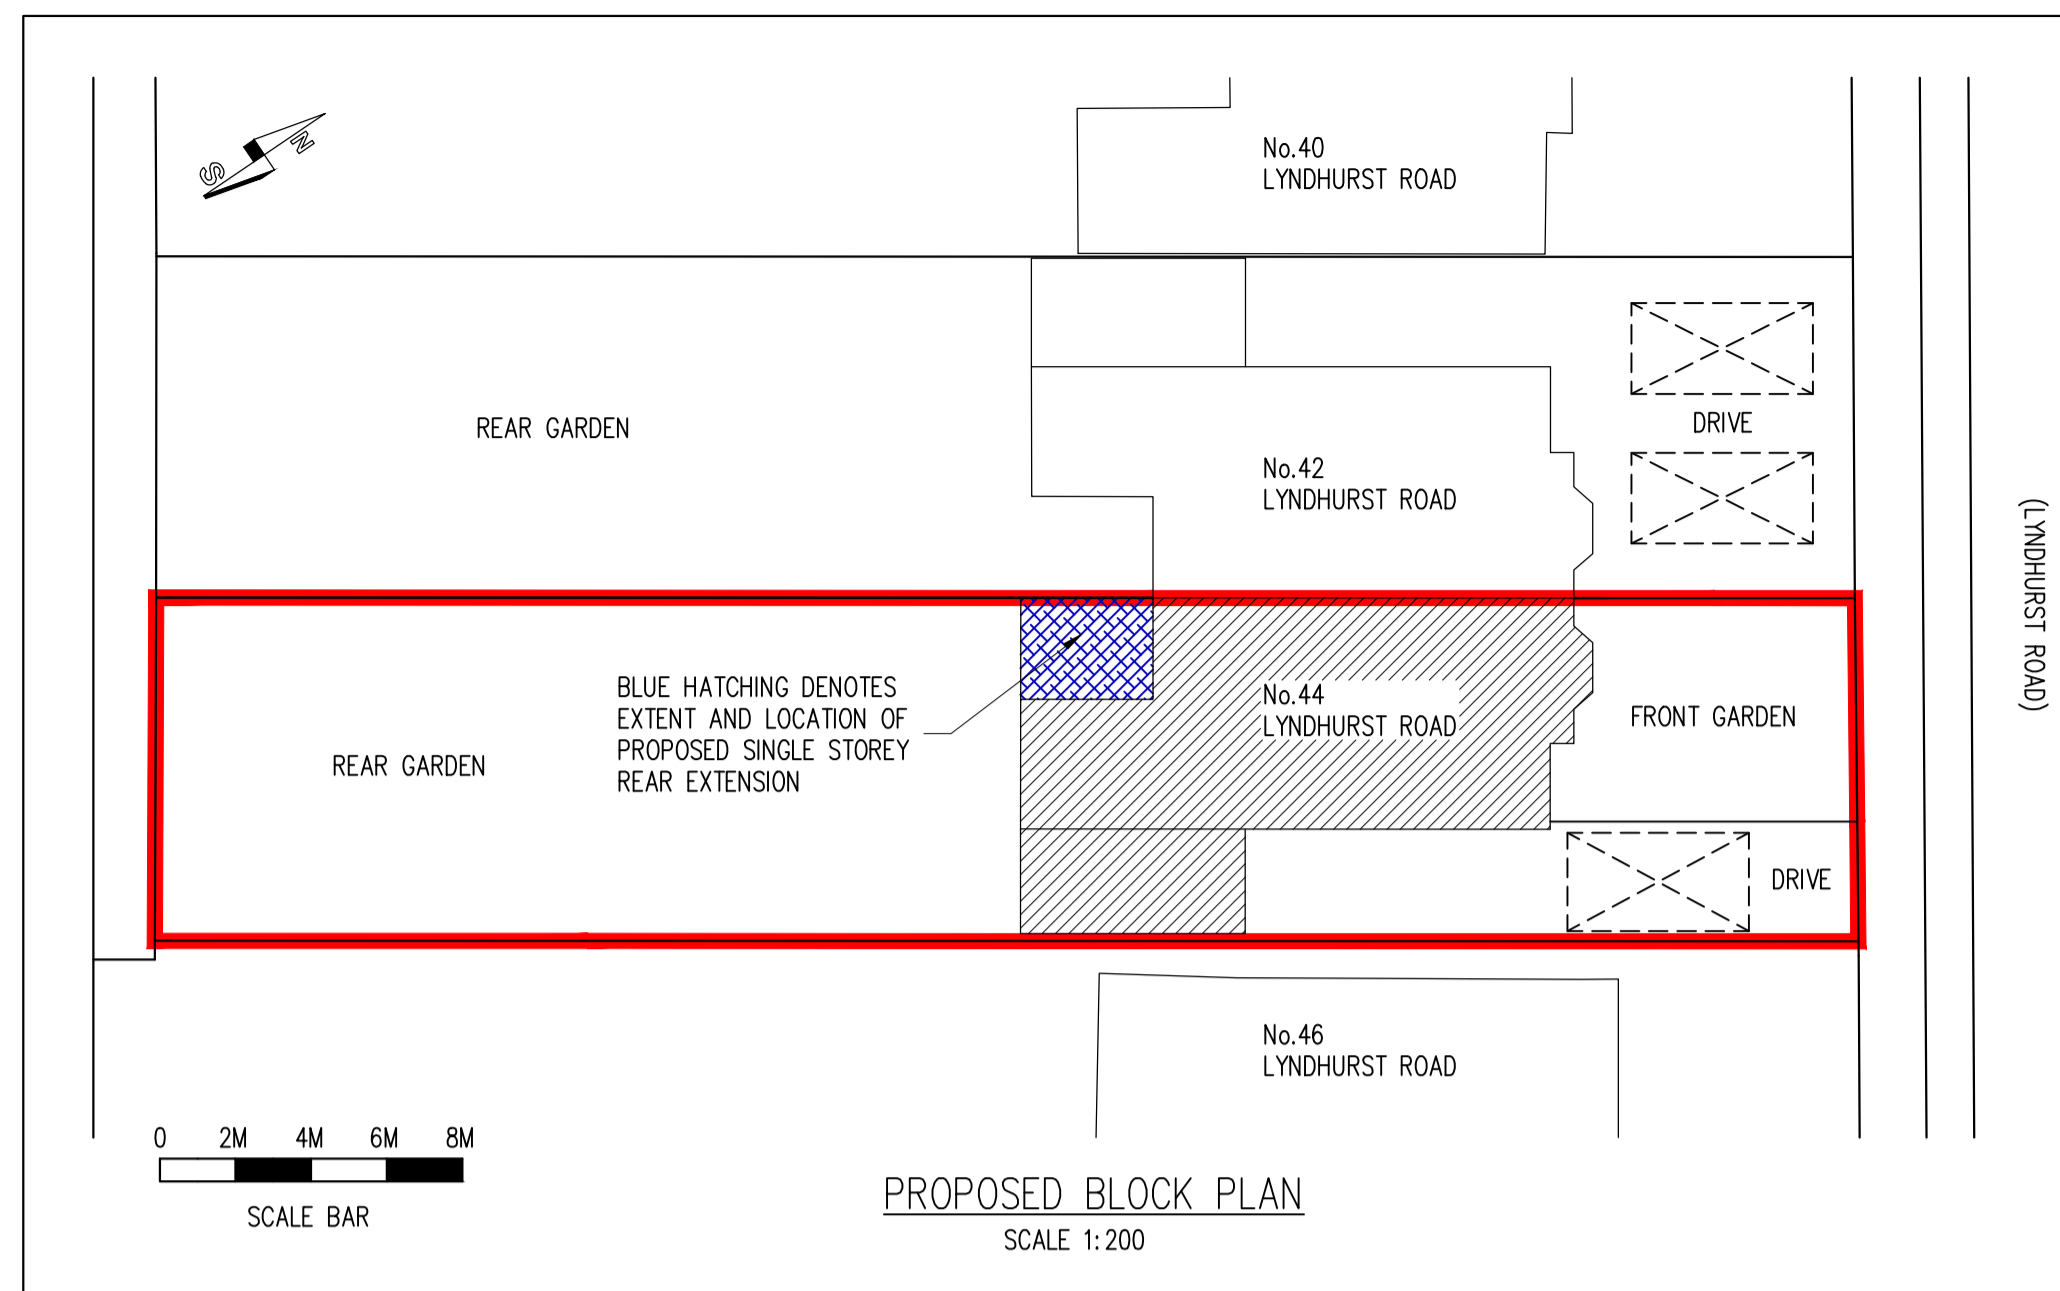 S
N
No.40
LYNDHURST ROAD
REAR GARDEN
No.42
LYNDHURST ROAD
DRIVE
(LYNDHURST ROAD)
BLUE HATCHING DENOTES
EXTENT AND LOCATION OF
PROPOSED SINGLE STOREY
REAR EXTENSION
REAR GARDEN
No.44
LYNDHURST ROAD
FRONT GARDEN
DRIVE
No.46
LYNDHURST ROAD
0 2M 4M 6M 8M
SCALE BAR
PROPOSED BLOCK PLAN
SCALE 1:200